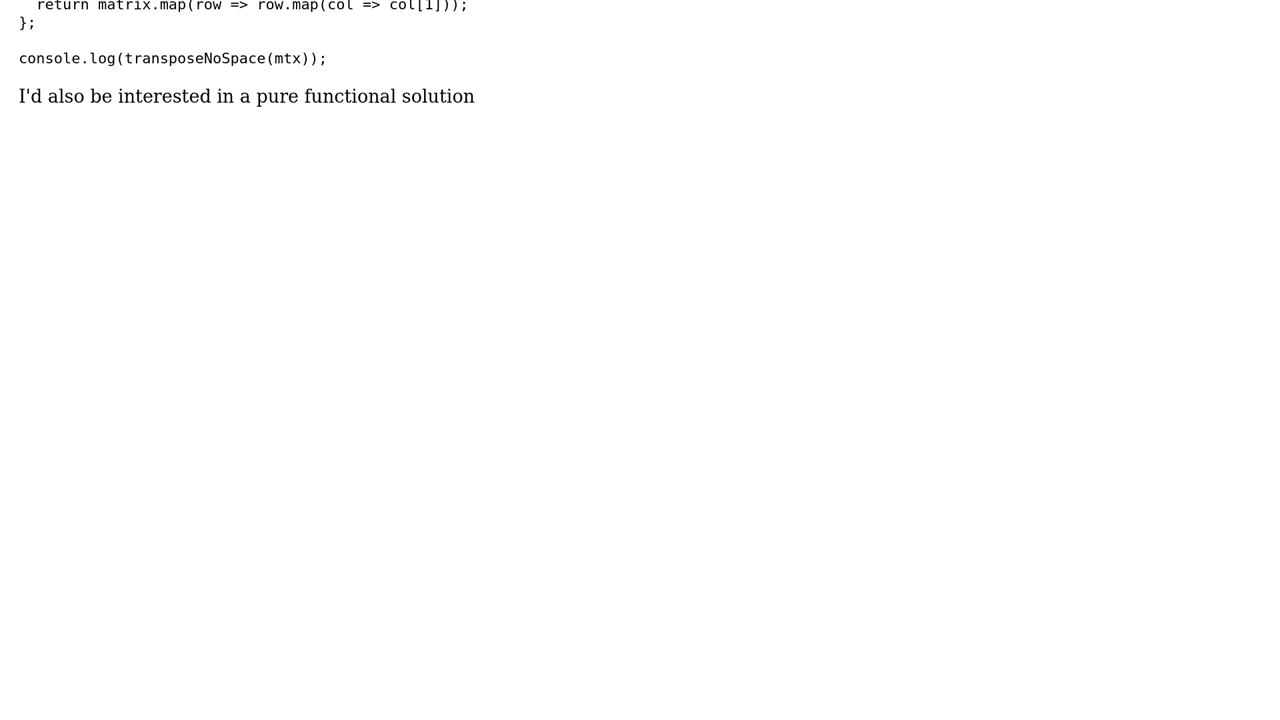 return matrix.map(row => row.map(col => col[1]));
};
console.log(transposeNoSpace(mtx));
I'd also be interested in a pure functional solution